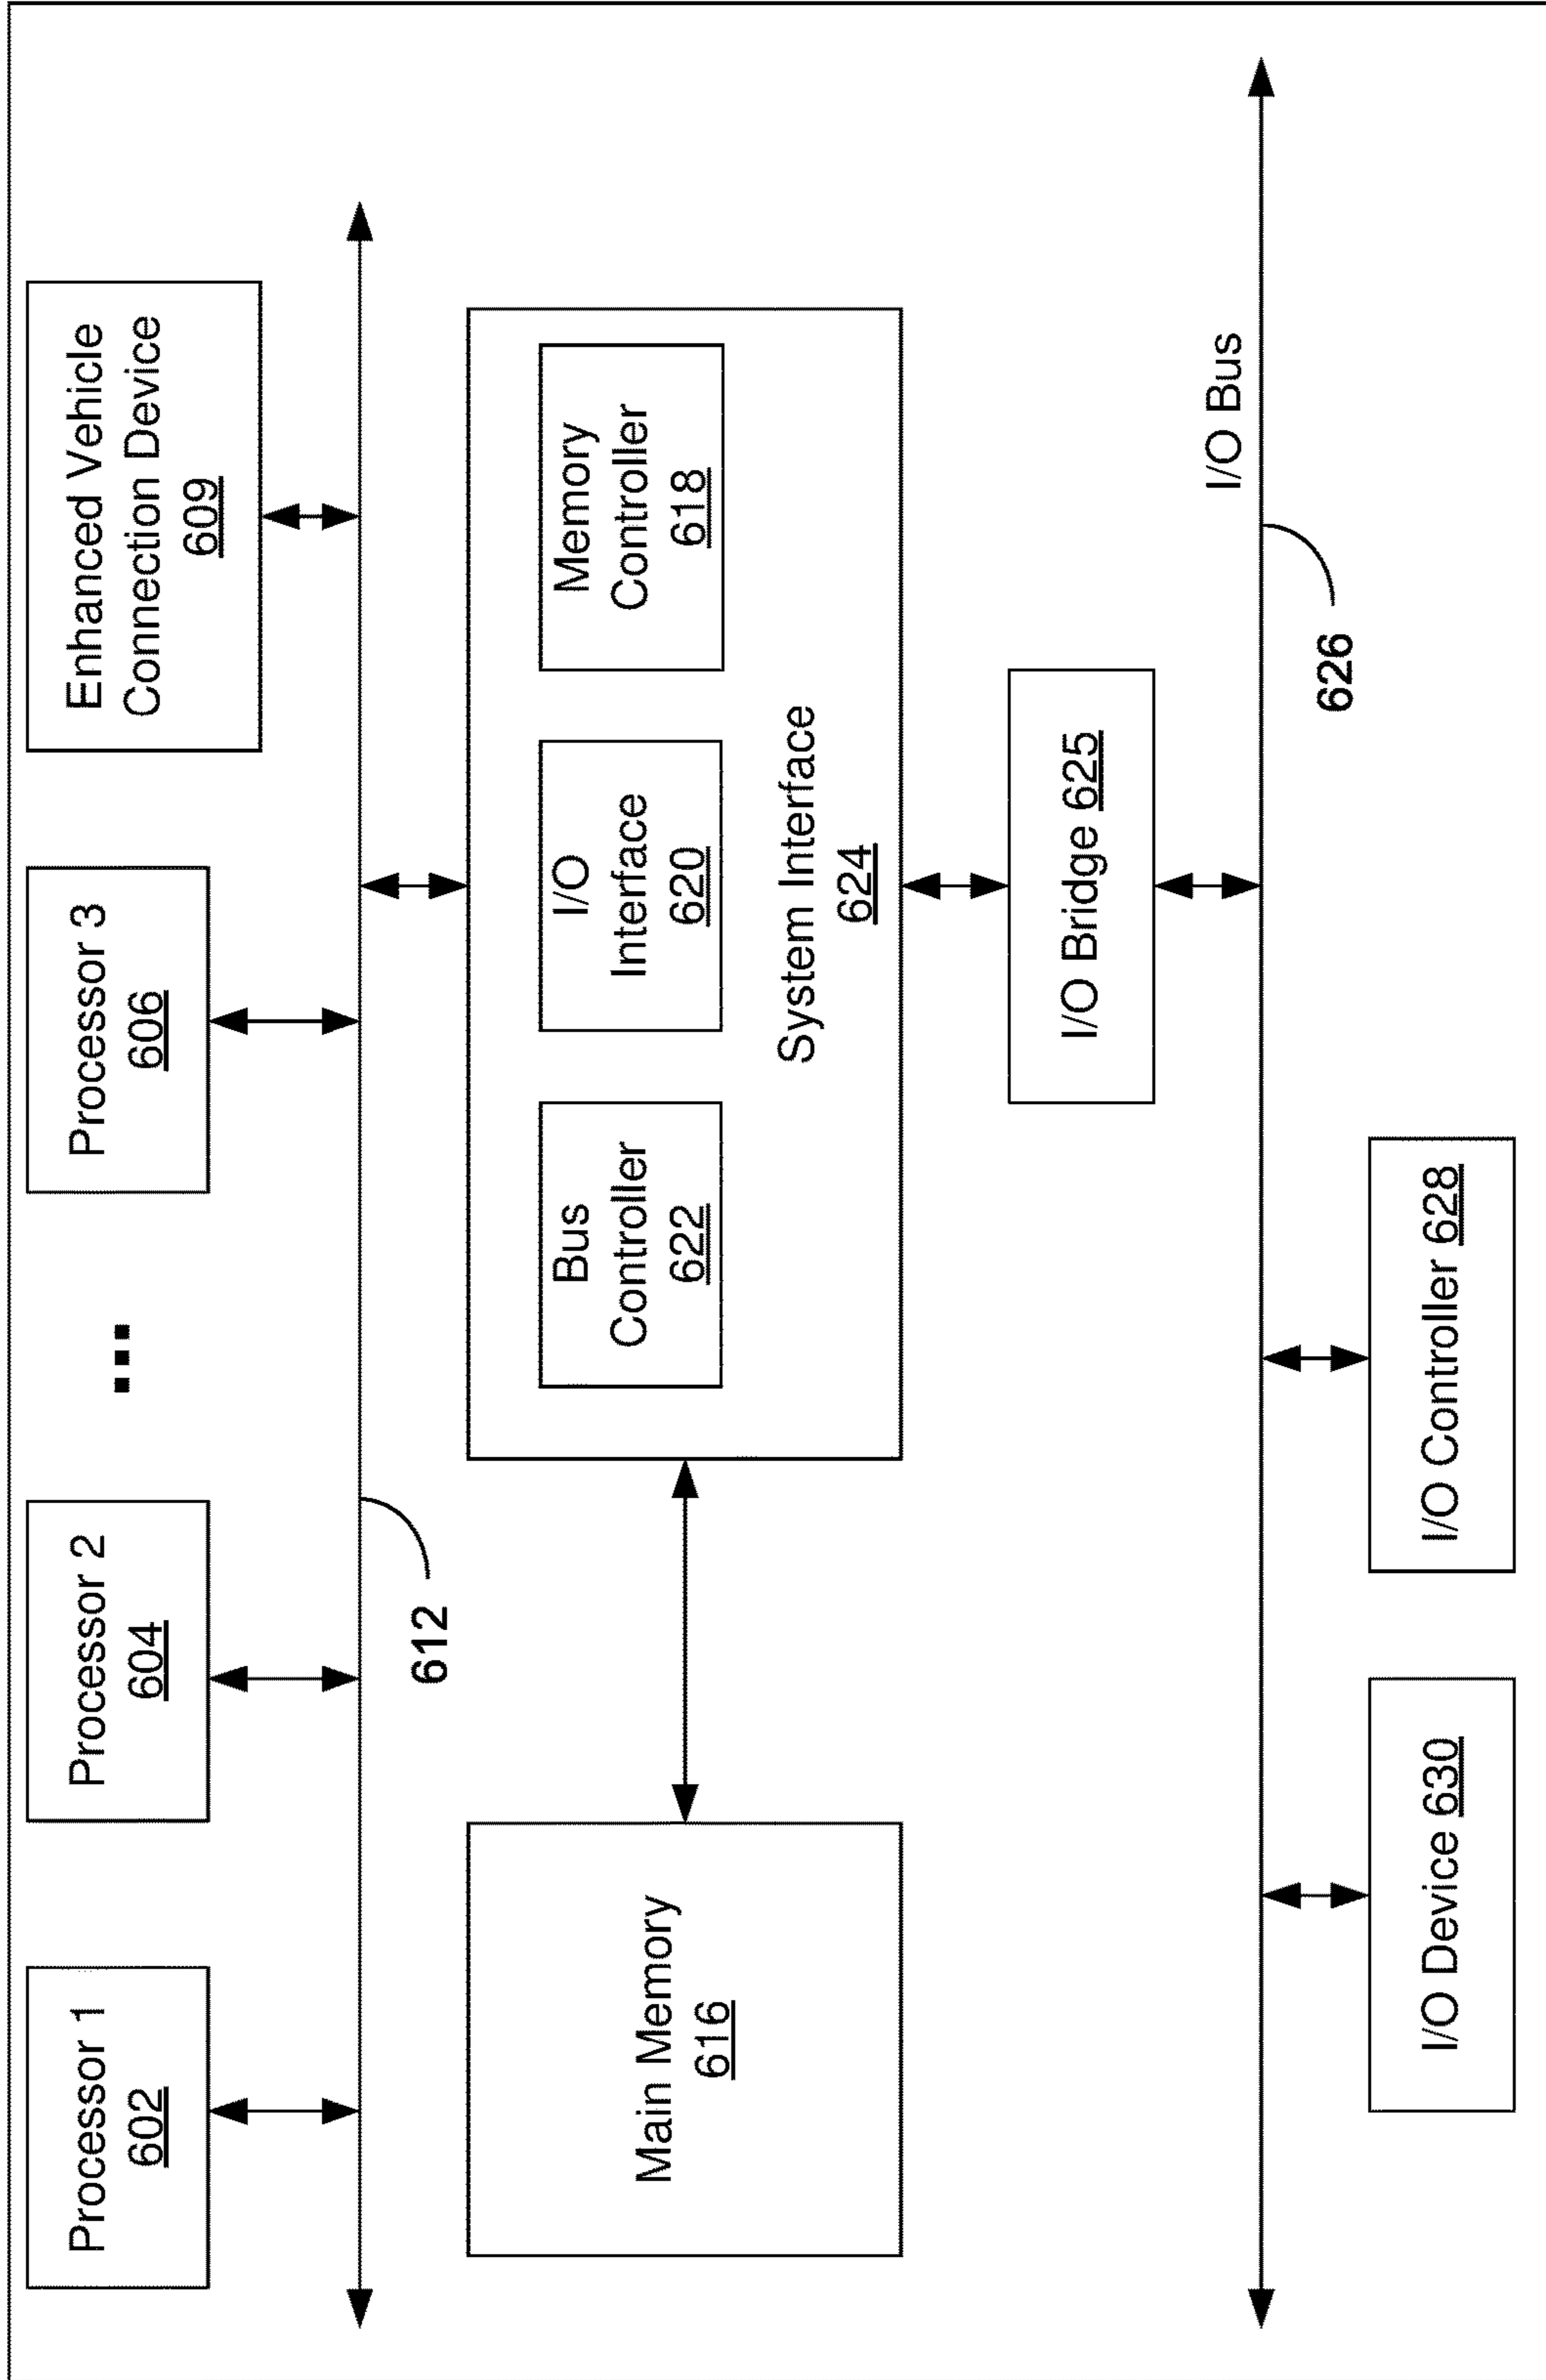 Processor 1
602
Processor 2
604
...
Processor 3
606
Enhanced Vehicle
Connection Device
609
612
Main Memory
616
Bus
Controller
622
I/O
Interface
620
Memory
Controller
618
System Interface
624
I/O Bridge 625
I/O Bus
626
I/O Device 630
I/O Controller 628